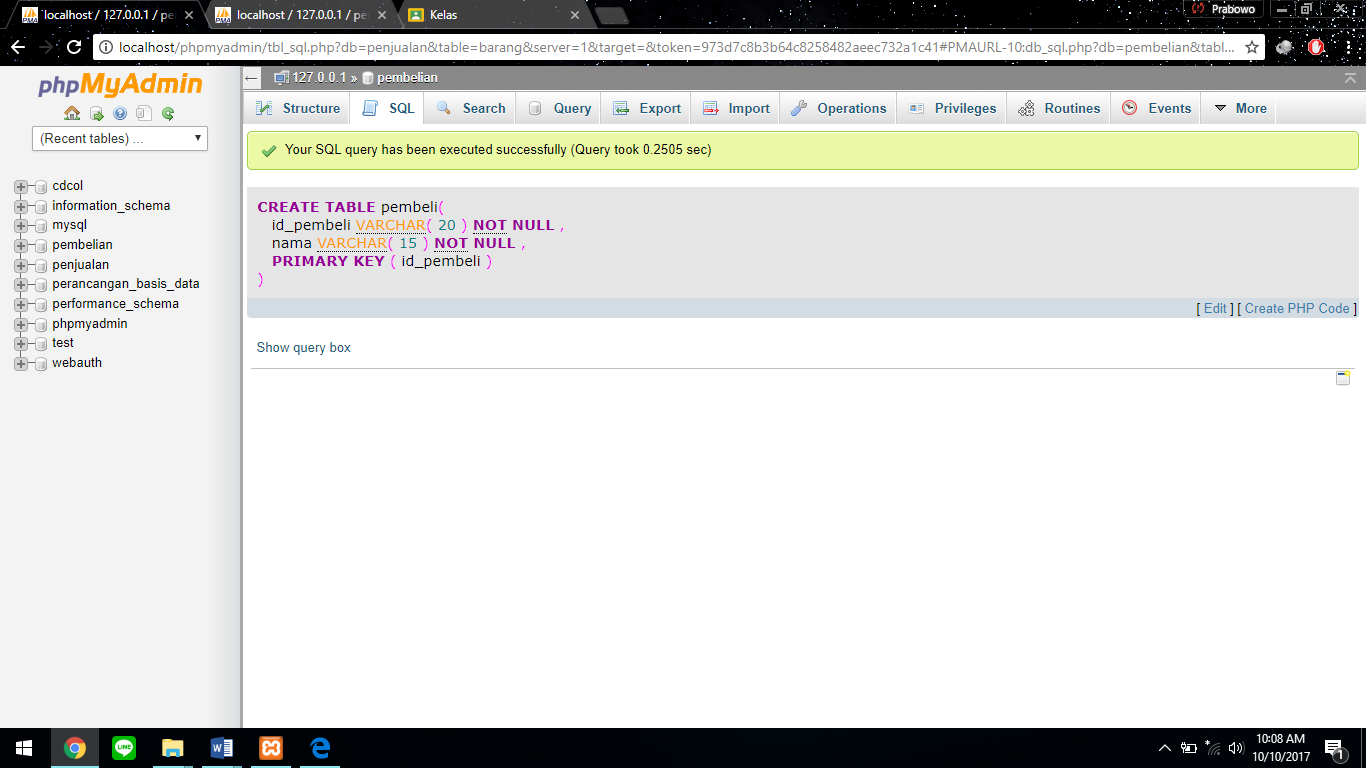 localhost / 127.0.0.1 / pe
localhost / 127.0.0.1 / pe
Kelas
Prabowo
localhost/phpmyadmin/tbl_sql.php?db=penjualan&table=barang&server=1&target=&token=973d7c8b3b64c8258482aeec732a1c41#PMAURL-10:db_sql.php?db=pembelian&tabl...
phpMyAdmin
(Recent tables) ...
cdcol
information_schema
mysql
pembelian
penjualan
perancangan_basis_data
performance_schema
phpmyadmin
test
webauth
127.0.0.1 » pembelian
Structure SQL Search Query Export Import Operations Privileges Routines Events More
Your SQL query has been executed successfully (Query took 0.2505 sec)
CREATE TABLE pembeli(
id_pembeli VARCHAR( 20 ) NOT NULL ,
nama VARCHAR( 15 ) NOT NULL ,
PRIMARY KEY ( id_pembeli )
)
[ Edit ] [ Create PHP Code ]
Show query box
10:08 AM
10/10/2017
1